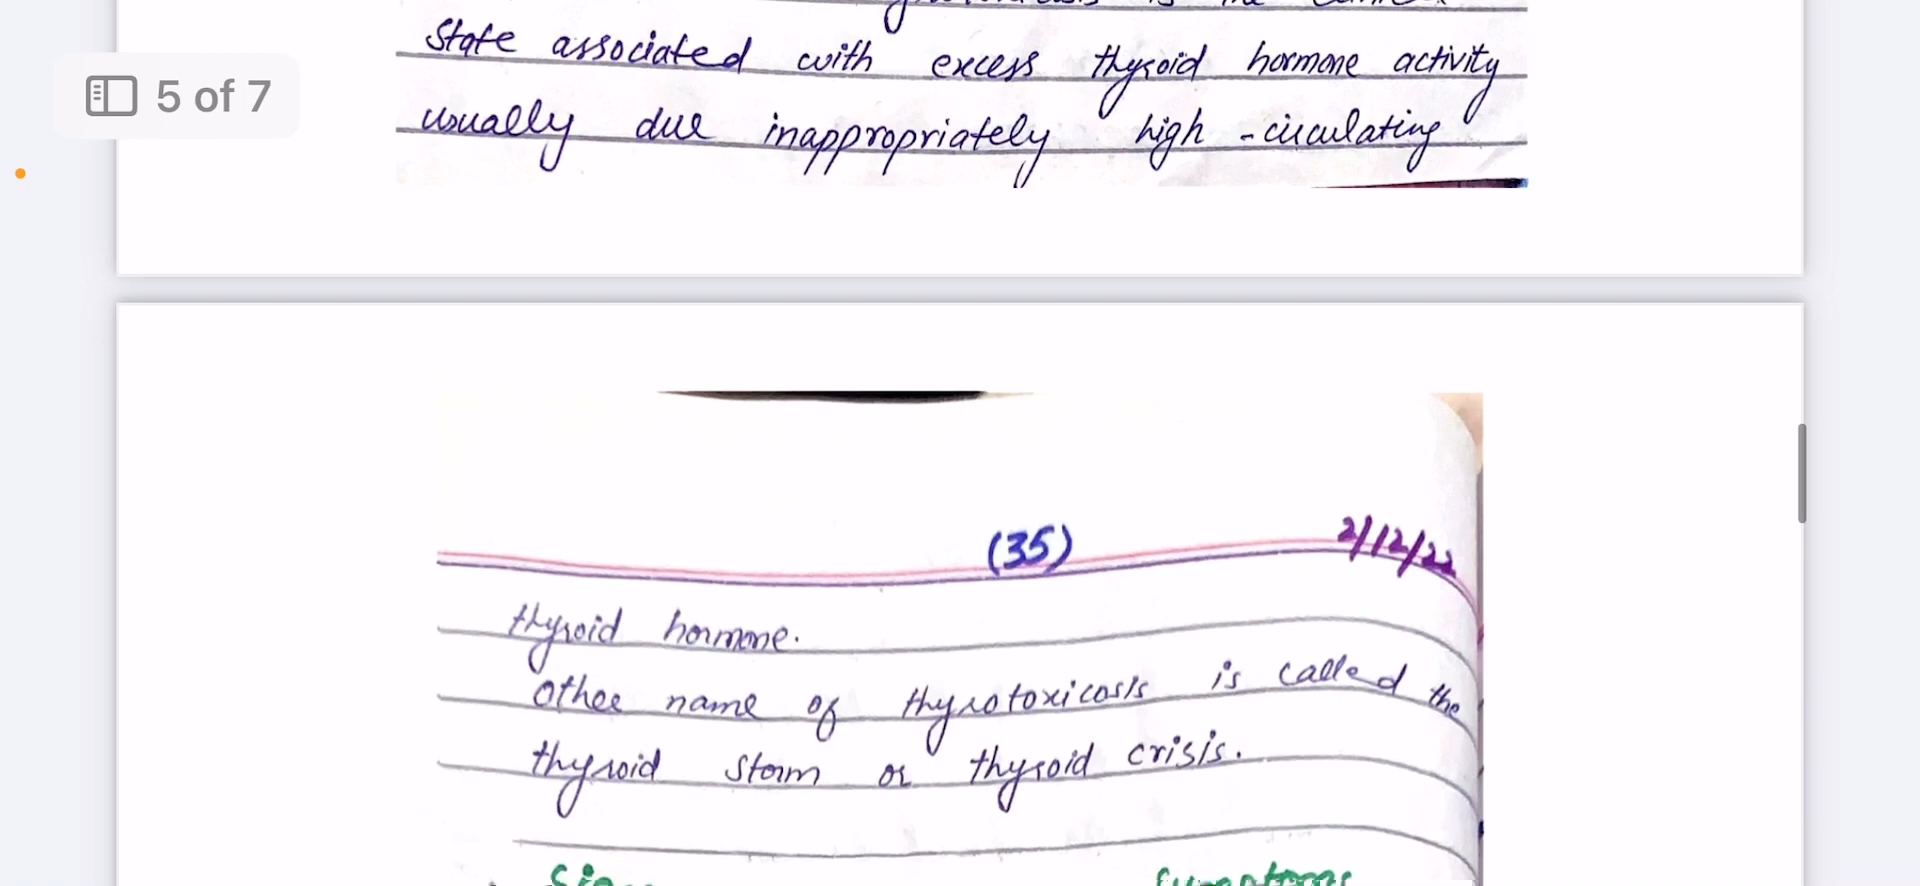 State associated with excess thyroid hormone activity
5 of 7
usually due inappropriately high - circulating
(35)
2/12/22
thyroid hormone.
Other name of thyrotoxicosis is called the
thyroid storm or thyroid crisis.